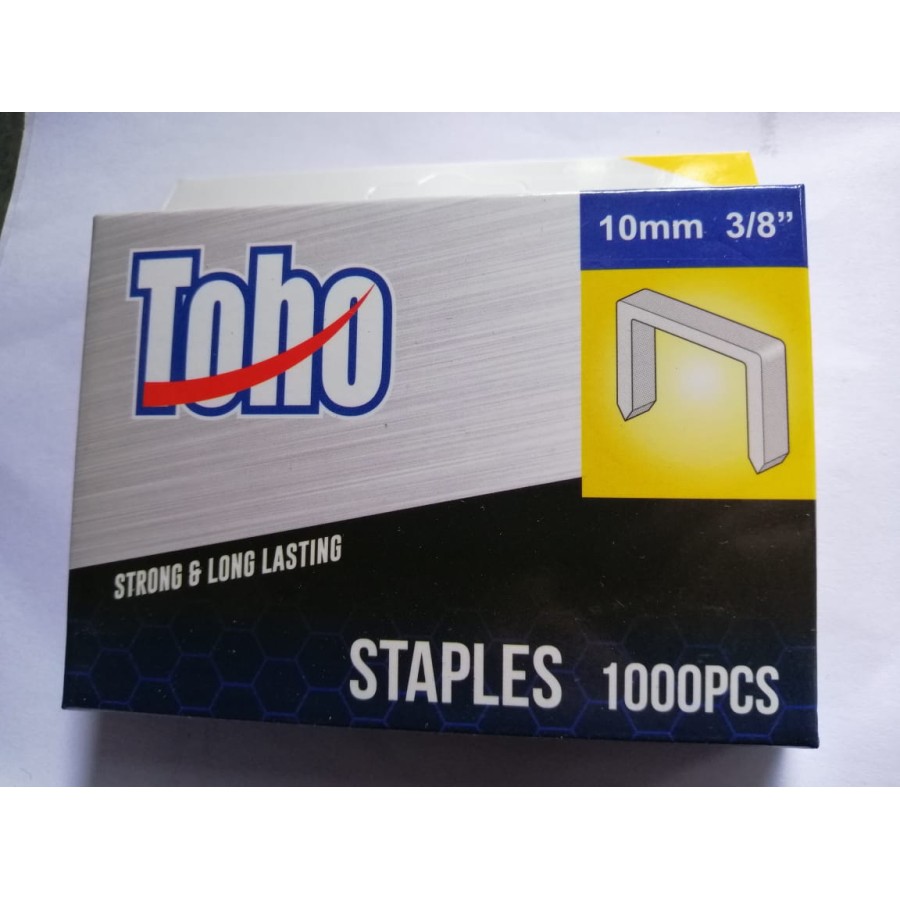 10mm 3/8”
Toho
STRONG & LONG LASTING
STAPLES 1000PCS